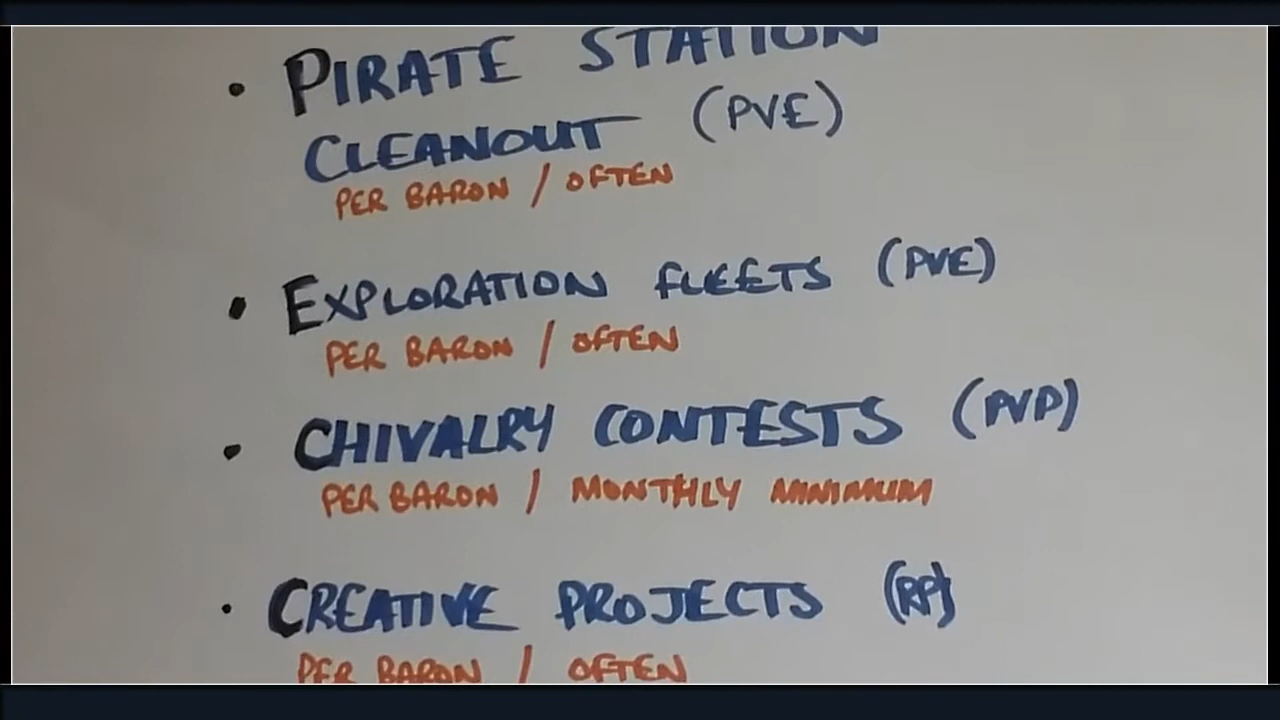 • PIRATE STATION
CLEANOUT (PVE)
PER BARON / OFTEN
• EXPLORATION FLEETS (PVE)
PER BARON / OFTEN
• CHIVALRY CONTESTS (PVP)
PER BARON / MONTHLY MINIMUM
• CREATIVE PROJECTS (RP)
PER BARON / OFTEN